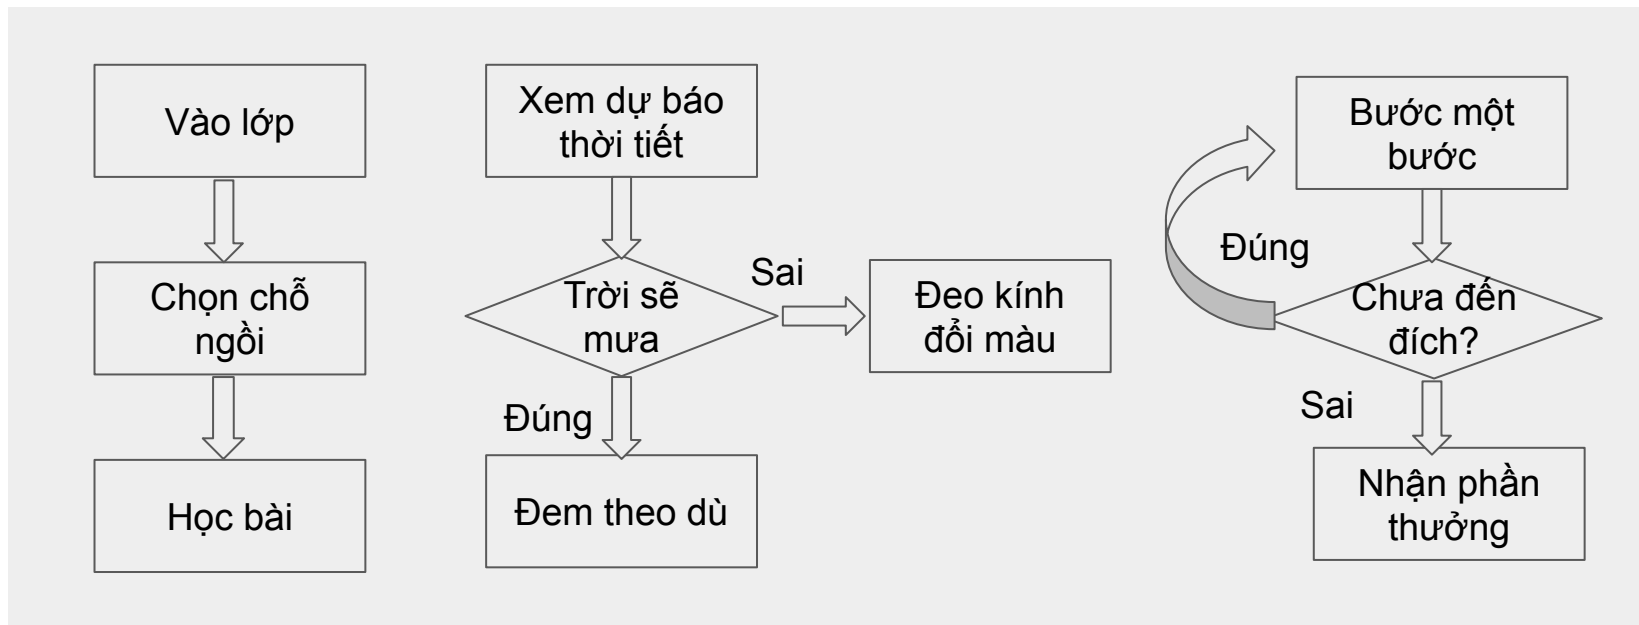 Vào lớp
Chọn chỗ
ngồi
Học bài
Xem dự báo
thời tiết
Trời sẽ
mưa
Sai
Đeo kính
đổi màu
Đúng
Đem theo dù
Bước một
bước
Đúng
Chưa đến
đích?
Sai
Nhận phần
thưởng